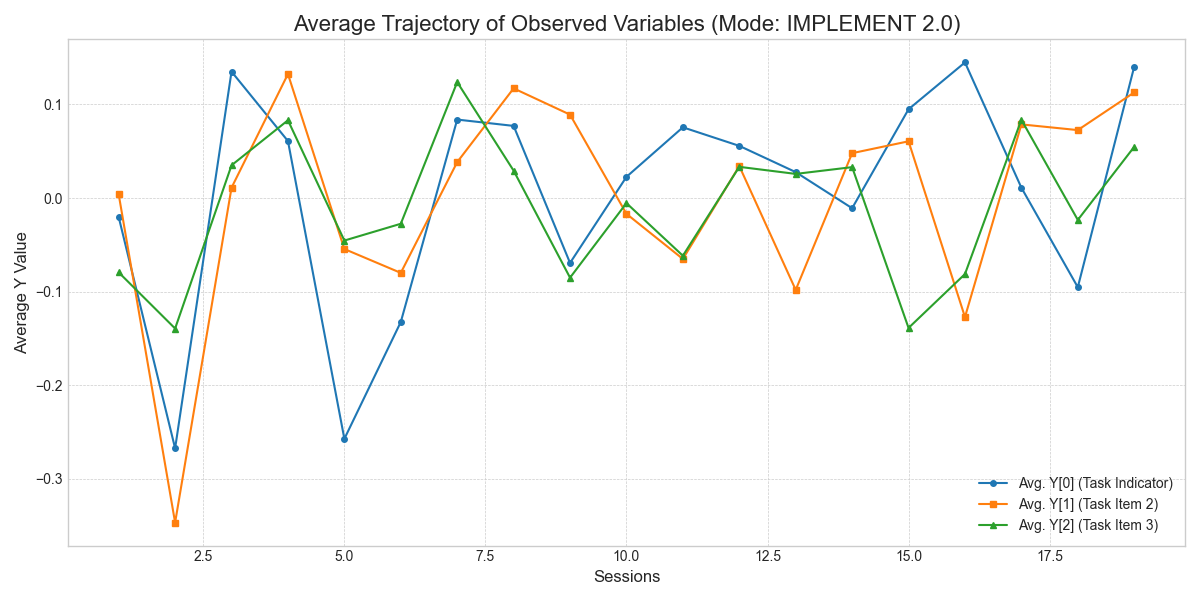 Average Trajectory of Observed Variables (Mode: IMPLEMENT 2.0)
Average Y Value
0.1
0.0
−0.1
−0.2
−0.3
2.5 5.0 7.5 10.0 12.5 15.0 17.5
Sessions
Avg. Y[0] (Task Indicator)
Avg. Y[1] (Task Item 2)
Avg. Y[2] (Task Item 3)